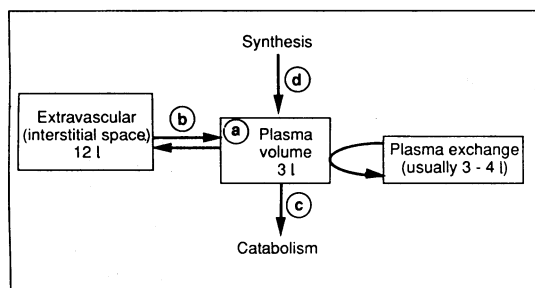 Synthesis
d
Extravascular
(interstitial space)
12 l
b
a
Plasma
volume
3 l
Plasma exchange
(usually 3 - 4 l)
c
Catabolism